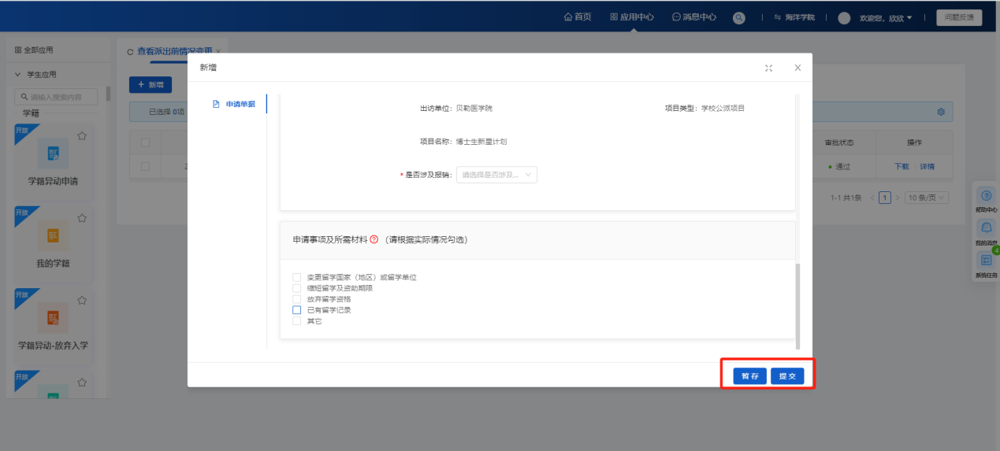 首页 应用中心 消息中心 海洋学院 欢迎您，欣欣 问题反馈
全部应用
查看派出前情况变更
学生应用
请输入搜索内容
学籍
开放
学籍异动申请
开放
我的学籍
开放
学籍异动-放弃入学
开放
+ 新增
已选择 0项
新增
申请单据
出访单位： 贝勒医学院
项目类型： 学校公派项目
项目名称： 博士生新星计划
* 是否涉及报销： 请选择是否涉及...
申请事项及所需材料 （请根据实际情况勾选）
变更留学国家（地区）或留学单位
缩短留学及资助期限
放弃留学资格
已有留学记录
其它
暂存 提交
审批状态 操作
2
通过 下载 详情
1-1 共1条 < 1 > 10 条/页
帮助中心
我的消息
4
系统任务